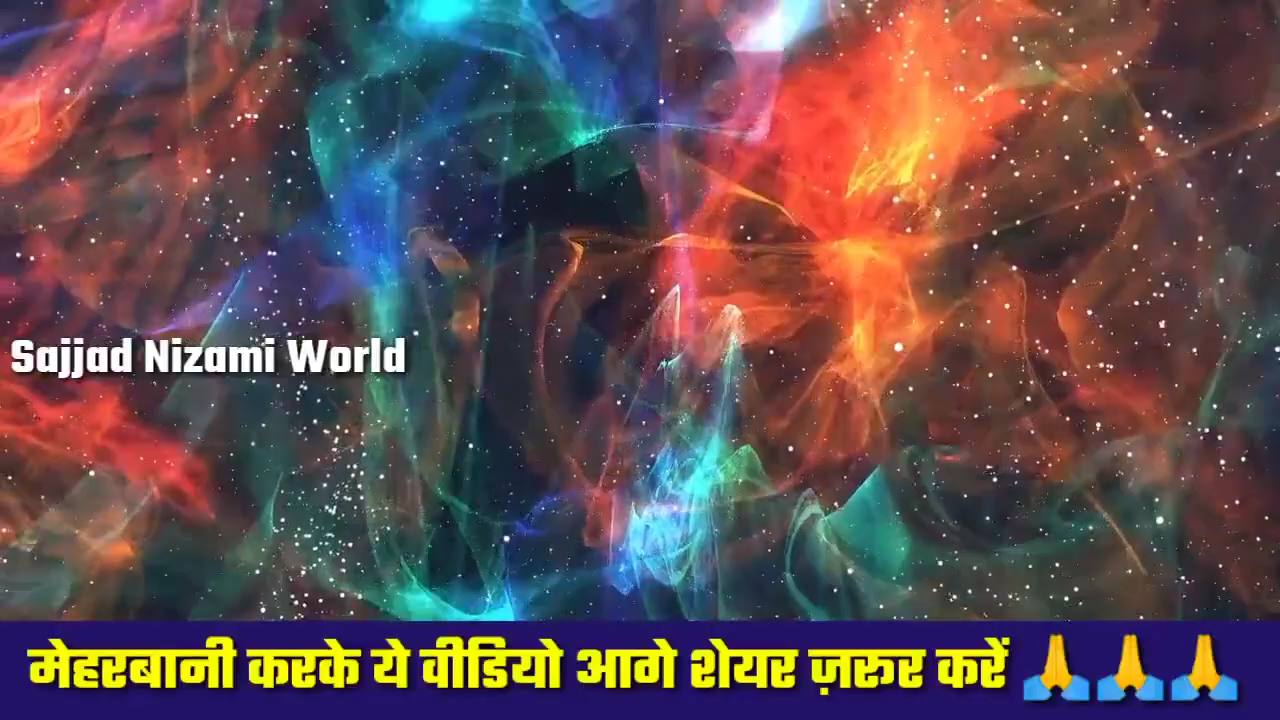 Sajjad Nizami World
मेहरबानी करके ये वीडियो आगे शेयर ज़रूर करें 🙏🙏🙏